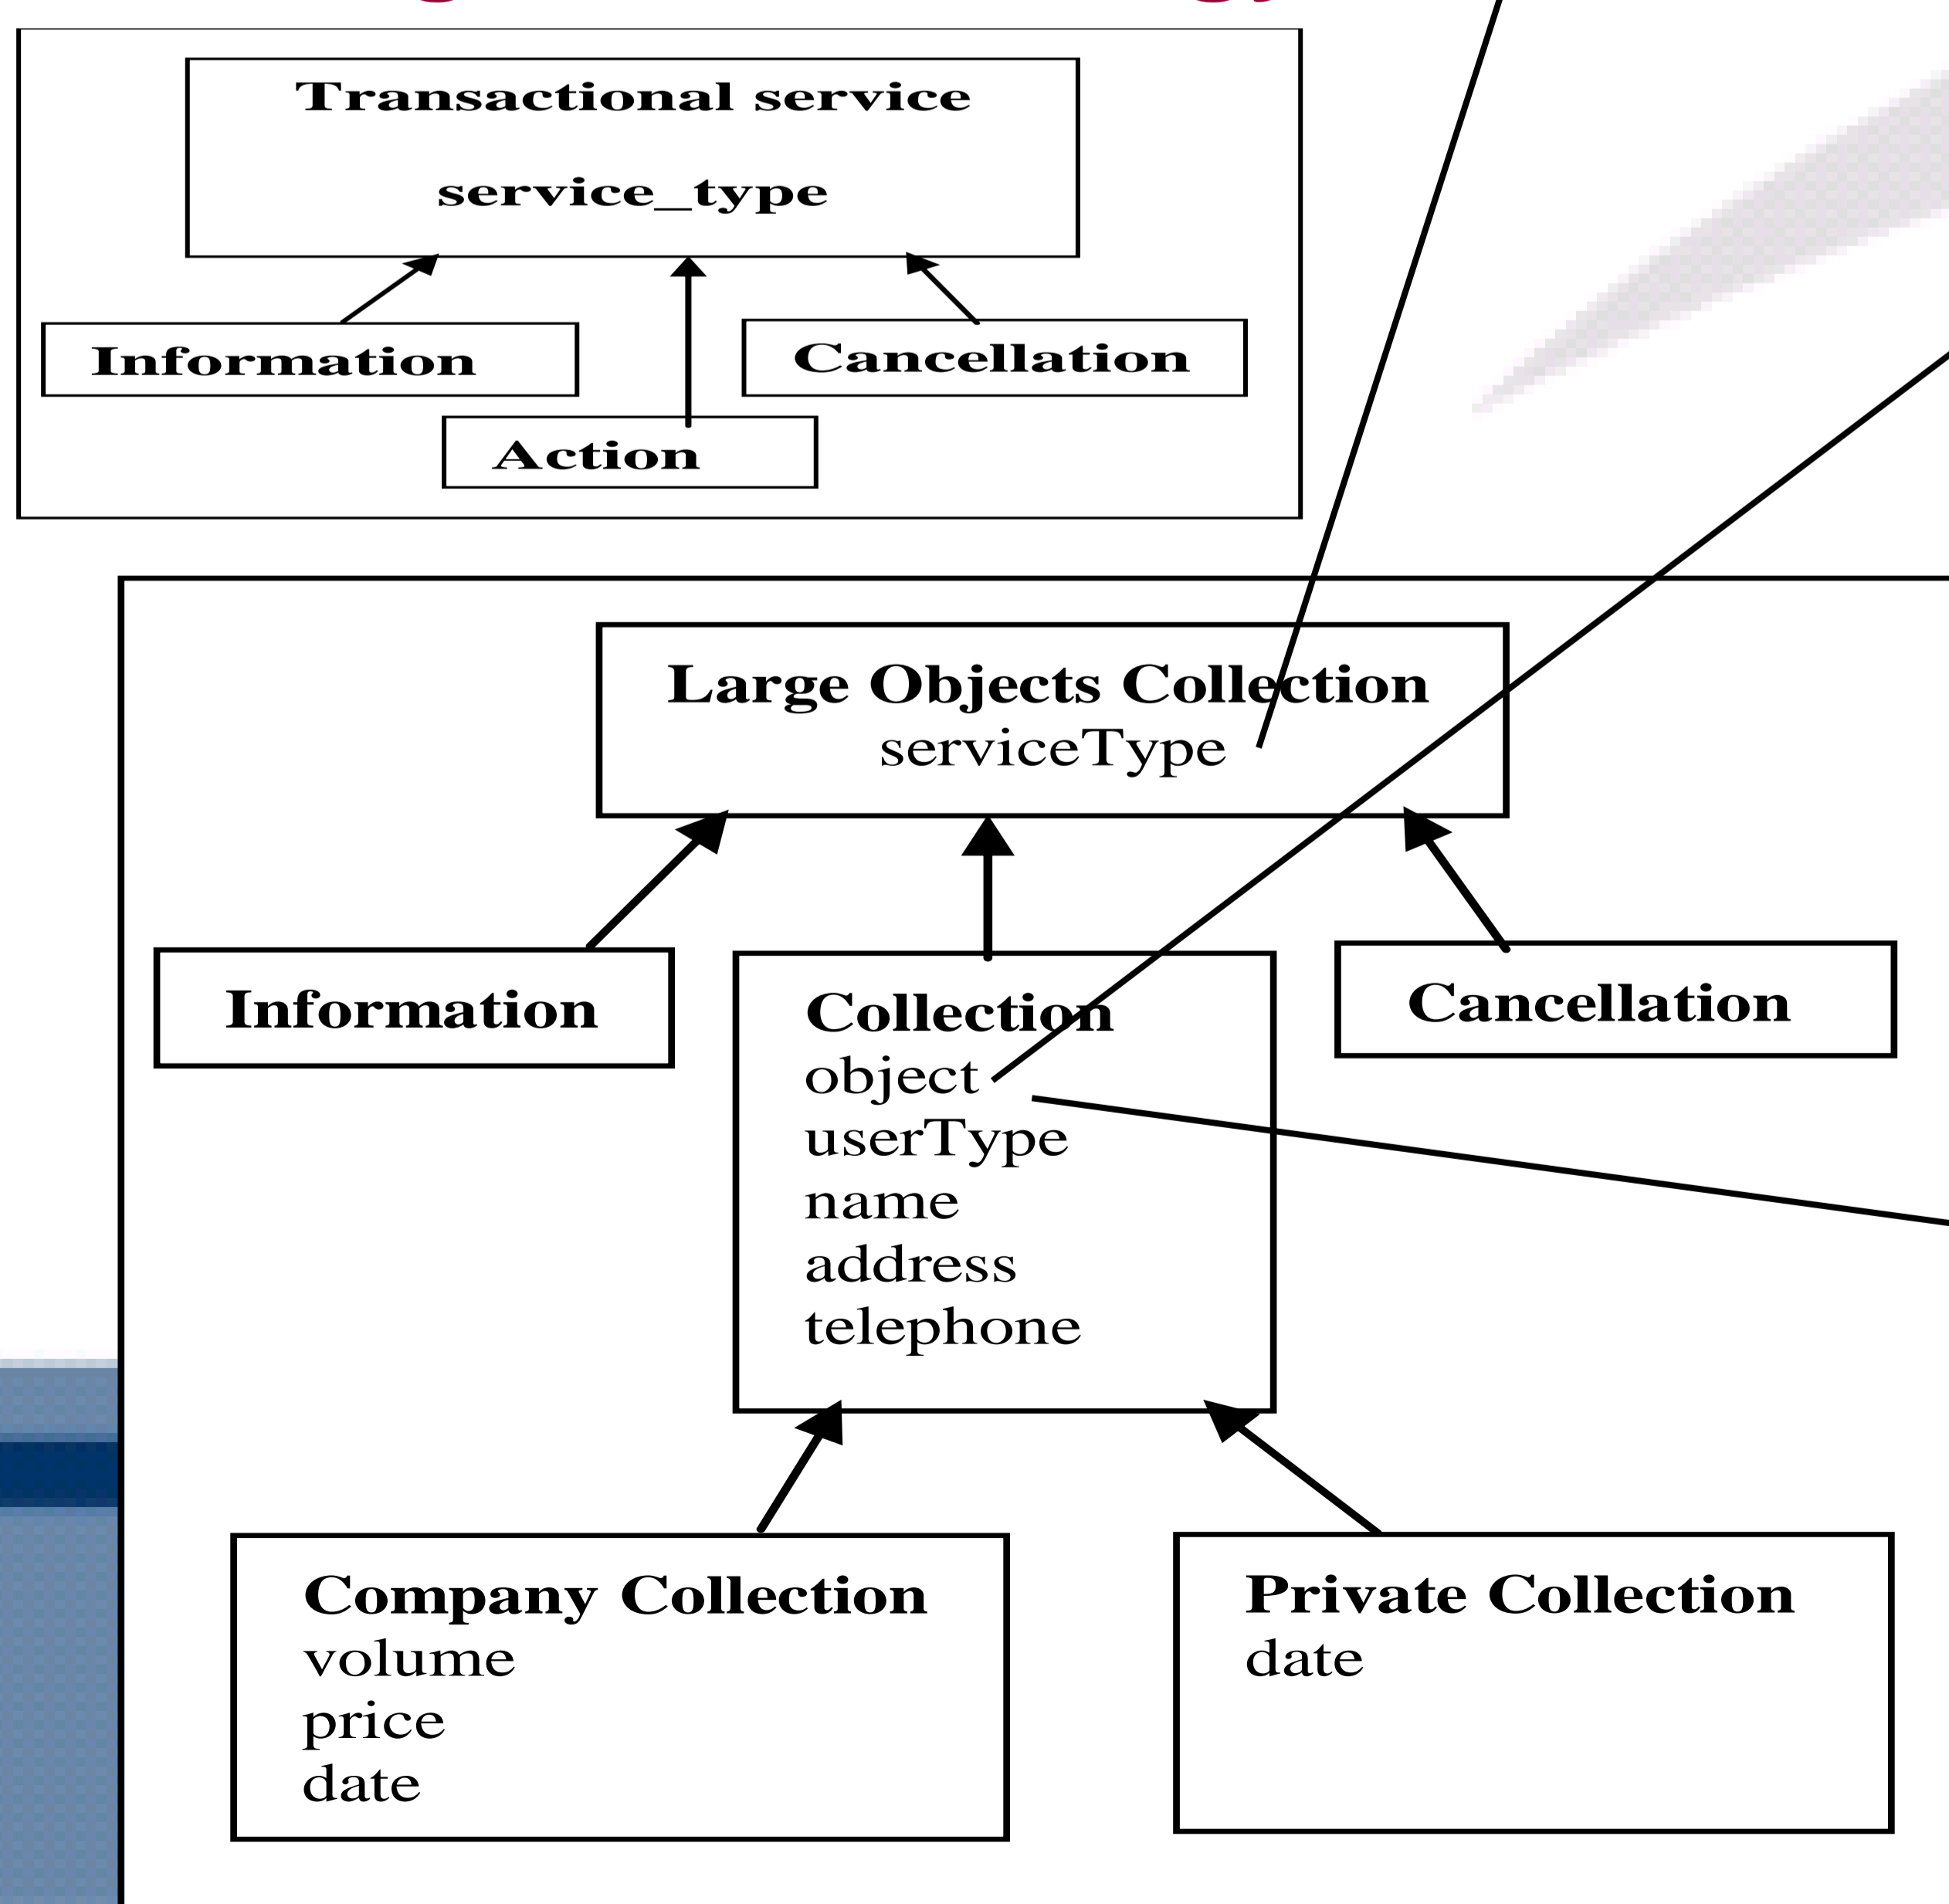 Transactional service
service_type
Information
Cancellation
Action
Large Objects Collection
serviceType
Information
Collection
object
userType
name
address
telephone
Cancellation
Company Collection
volume
price
date
Private Collection
date